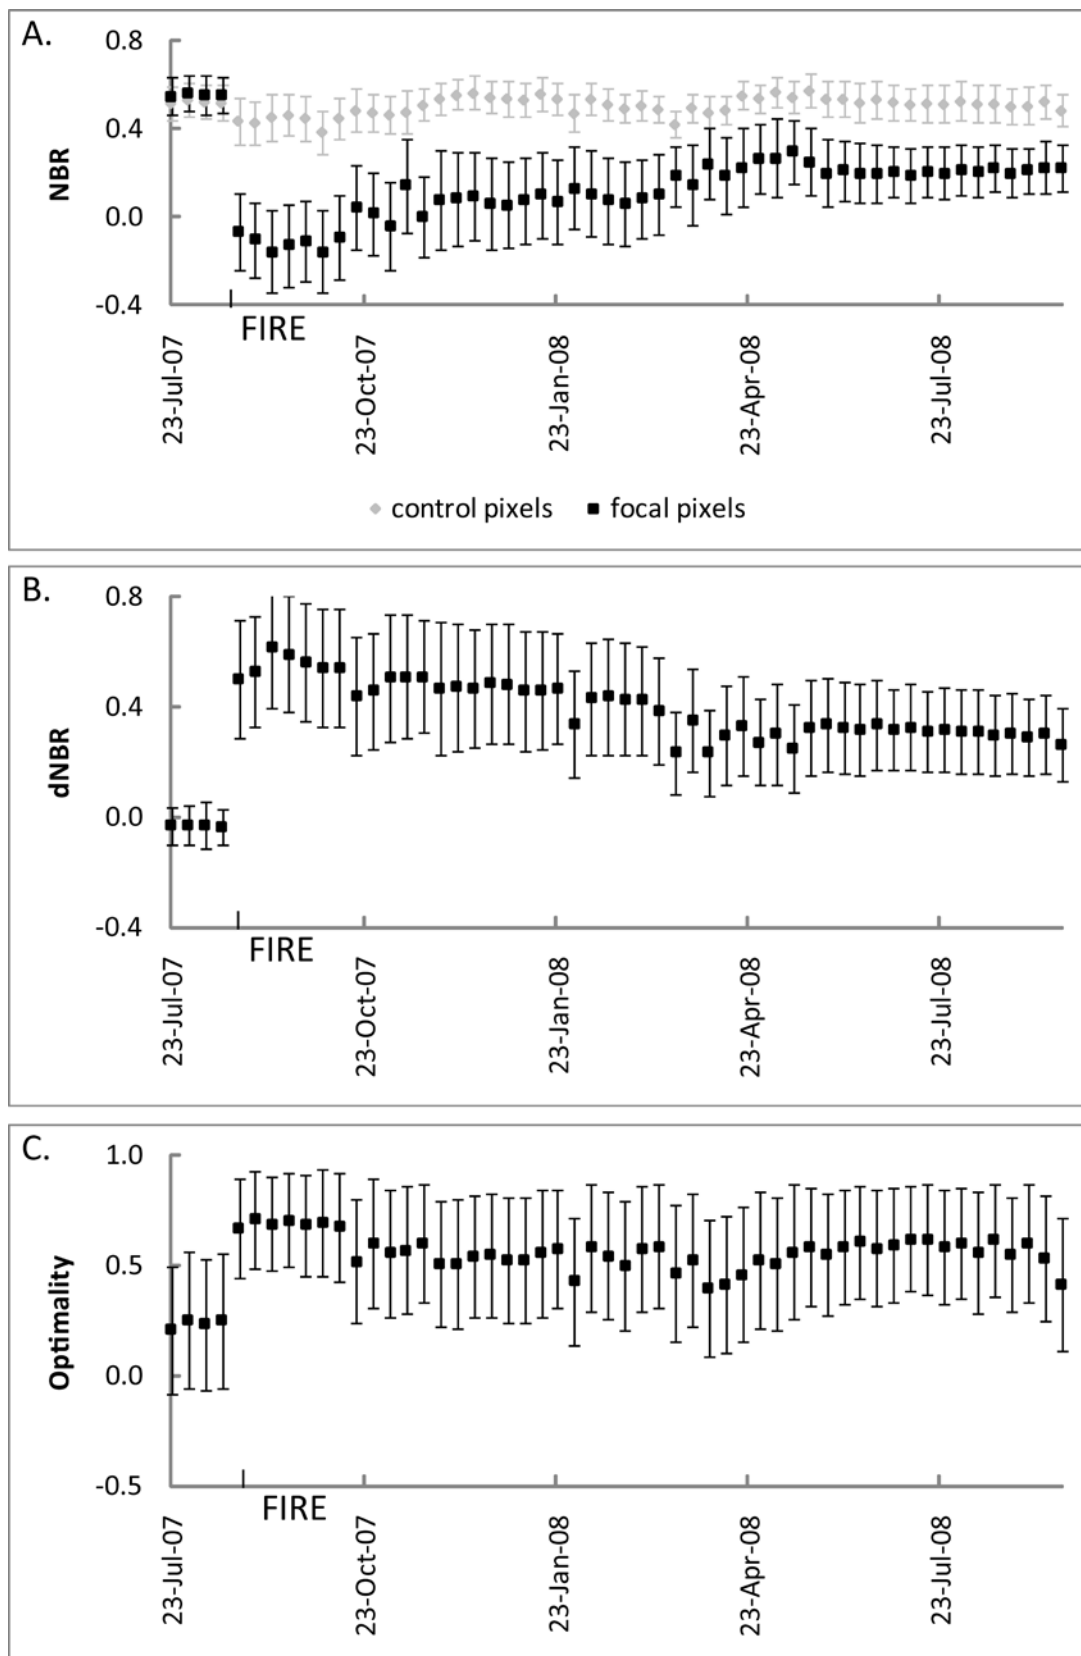 A.
0.8
0.4
0.0
-0.4
NBR
FIRE
23-Jul-07
23-Oct-07
23-Jan-08
23-Apr-08
23-Jul-08
control pixels
focal pixels
B.
0.8
0.4
0.0
-0.4
dNBR
FIRE
23-Jul-07
23-Oct-07
23-Jan-08
23-Apr-08
23-Jul-08
C.
1.0
0.5
0.0
-0.5
Optimality
FIRE
23-Jul-07
23-Oct-07
23-Jan-08
23-Apr-08
23-Jul-08